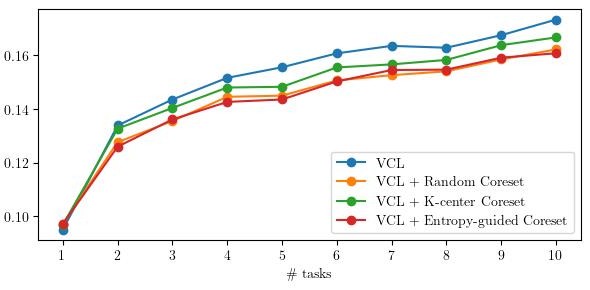 0.16
0.14
0.12
0.10
VCL
VCL + Random Coreset
VCL + K-center Coreset
VCL + Entropy-guided Coreset
1 2 3 4 5 6 7 8 9 10
# tasks